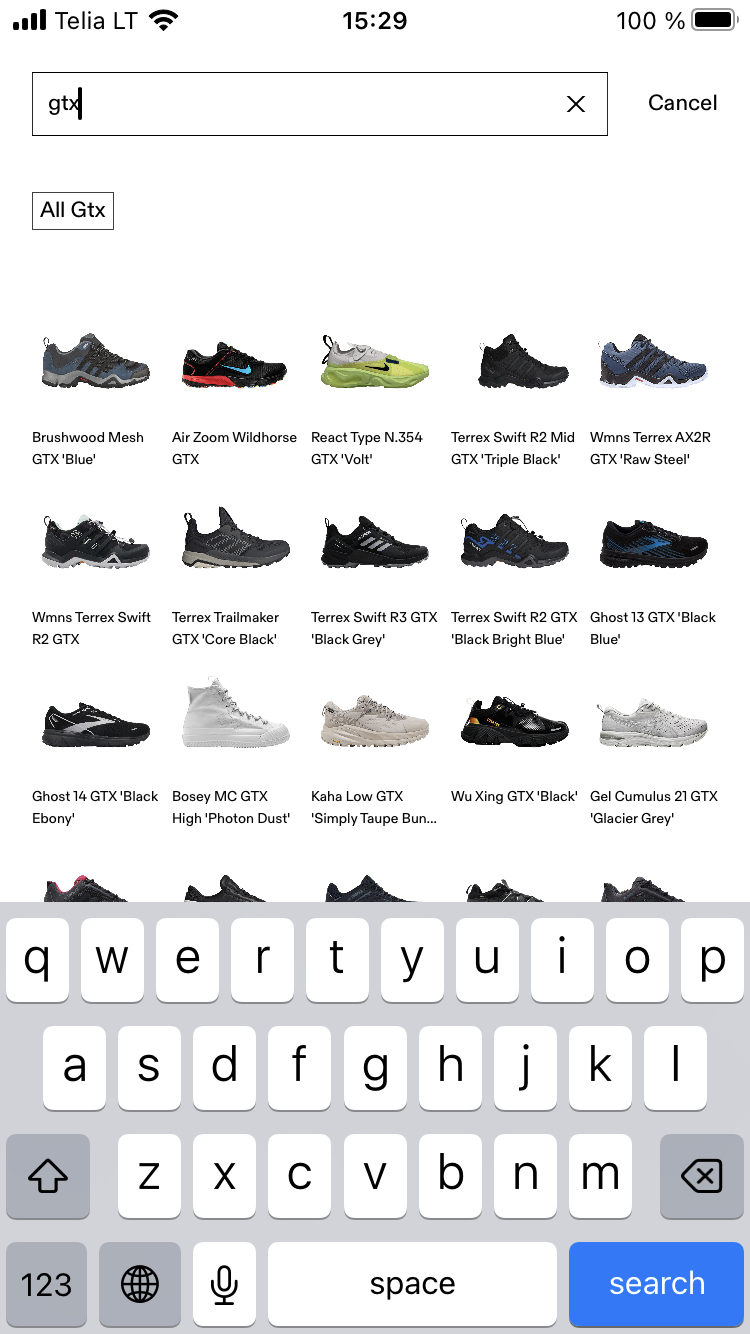 Telia LT 15:29 100 %
gtx Cancel
All Gtx
Brushwood Mesh GTX 'Blue'
Air Zoom Wildhorse GTX
React Type N.354 GTX 'Volt'
Terrex Swift R2 Mid GTX 'Triple Black'
Wmns Terrex AX2R GTX 'Raw Steel'
Wmns Terrex Swift R2 GTX
Terrex Trailmaker GTX 'Core Black'
Terrex Swift R3 GTX 'Black Grey'
Terrex Swift R2 GTX 'Black Bright Blue'
Ghost 13 GTX 'Black Blue'
Ghost 14 GTX 'Black Ebony'
Bosey MC GTX High 'Photon Dust'
Kaha Low GTX 'Simply Taupe Bun...
Wu Xing GTX 'Black'
Gel Cumulus 21 GTX 'Glacier Grey'
q w e r t y u i o p
a s d f g h j k l
z x c v b n m
123 space search